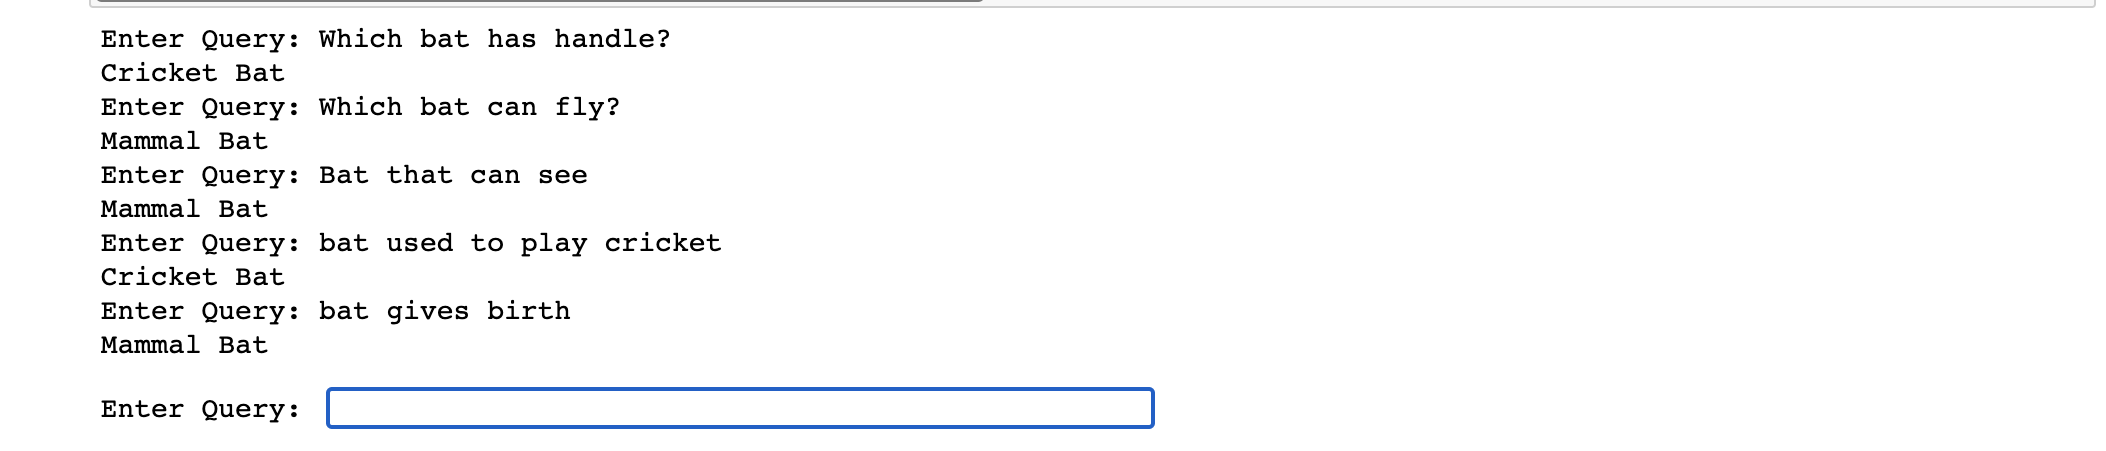 Enter Query: Which bat has handle?
Cricket Bat
Enter Query: Which bat can fly?
Mammal Bat
Enter Query: Bat that can see
Mammal Bat
Enter Query: bat used to play cricket
Cricket Bat
Enter Query: bat gives birth
Mammal Bat
Enter Query: